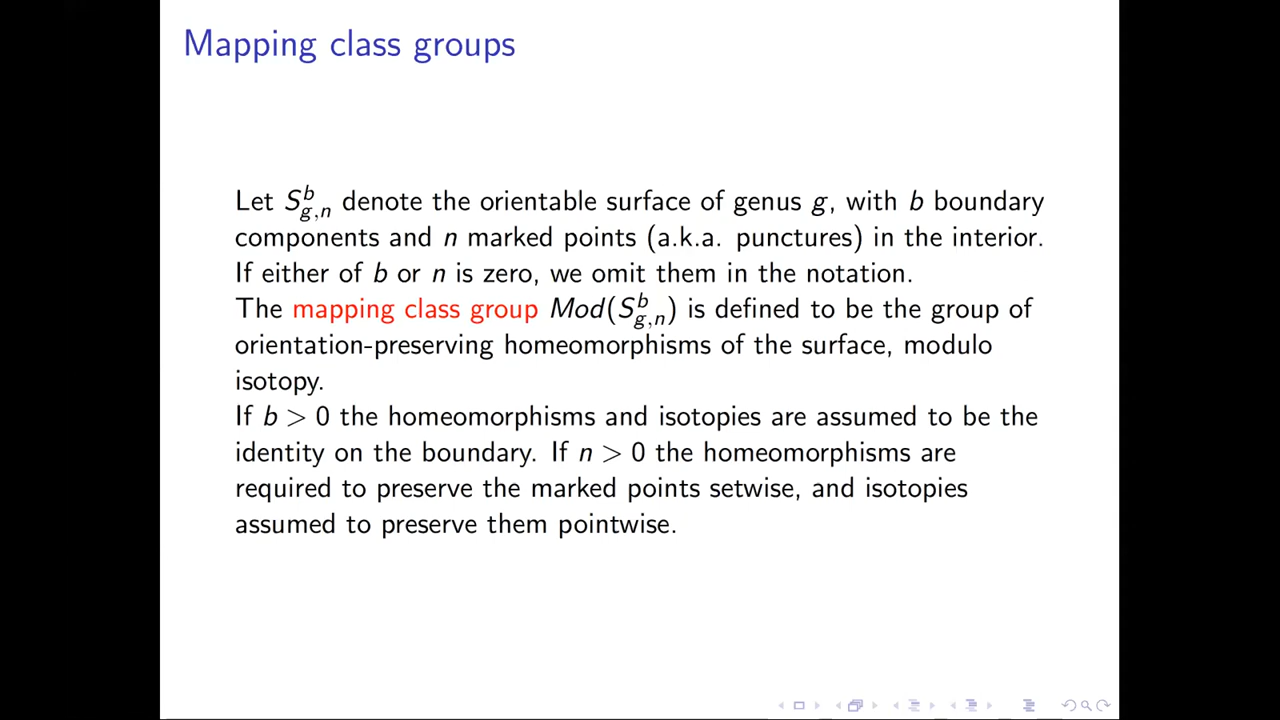 Mapping class groups
Let $S_{g,n}^{b}$ denote the orientable surface of genus $g$, with $b$ boundary
components and $n$ marked points (a.k.a. punctures) in the interior.
If either of $b$ or $n$ is zero, we omit them in the notation.
The mapping class group $Mod(S_{g,n}^{b})$ is defined to be the group of
orientation-preserving homeomorphisms of the surface, modulo
isotopy.
If $b > 0$ the homeomorphisms and isotopies are assumed to be the
identity on the boundary. If $n > 0$ the homeomorphisms are
required to preserve the marked points setwise, and isotopies
assumed to preserve them pointwise.